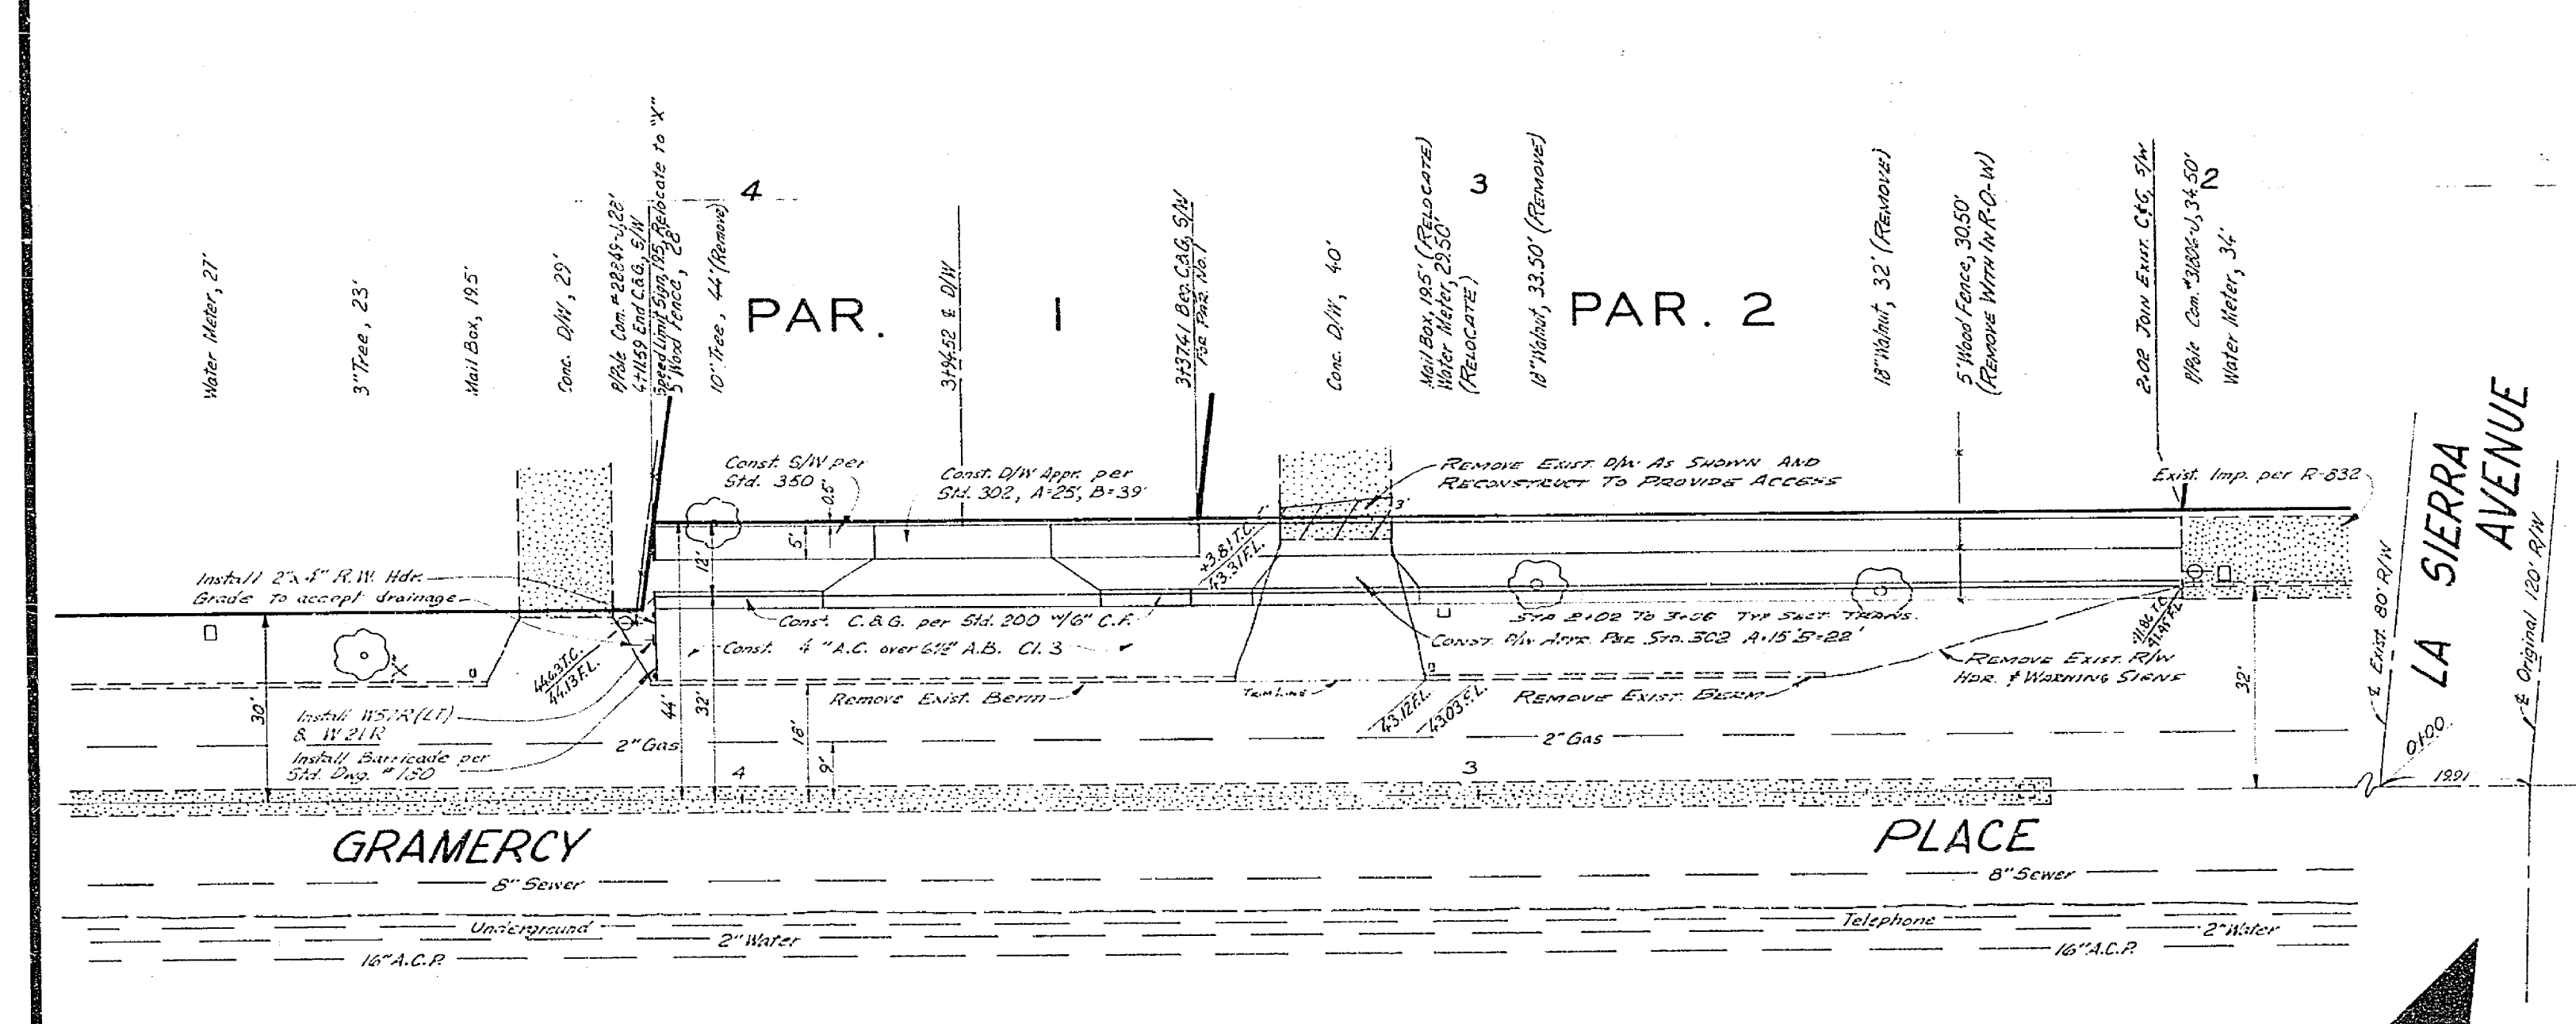 Water Meter, 27'
3" Tree, 23'
Mail Box, 19.5'
Conc. D/W, 29'
P/Pole Com. #22849-J, 28'
4+11.59 End C.&G., S/W
Speed Limit Sign, 19.5, Relocate to "X"
5' Wood Fence, 28'
10" Tree, 44' (Remove)
4
PAR. 1
3+94.52 ℄ D/W
3+37.41 Beg. C.&G., S/W
For Par. No. 1
Conc. D/W, 40'
Mail Box, 19.5' (RELOCATE)
Water Meter, 29.50'
(RELOCATE)
3
18" Walnut, 33.50' (REMOVE)
PAR. 2
18" Walnut, 32' (REMOVE)
5' Wood Fence, 30.50'
(REMOVE WITH IN R-O-W)
2+02 JOIN EXIST. C&G, S/W
2
P/Pole Com. #31806-J, 34.50'
Water Meter, 34'
Const. S/W per
Std. 350
0.5'
Const. D/W Appr. per
Std. 302, A=25', B=39'
REMOVE EXIST. D/W AS SHOWN AND
RECONSTRUCT TO PROVIDE ACCESS
3'
Exist. Imp. per R-832
LA SIERRA
AVENUE
℄ Exist. 80' R/W
℄ Original 120' R/W
5'
12'
43.81 T.C.
43.31 F.L.
Install 2"x4" R.W. Hdr.
Grade to accept drainage
Const. C.&G. per Std. 200 w/6" C.F.
STA 2+02 TO 3+06 TYP SECT. TRANS.
CONST. D/W APPR. PER STD. 302 A=15' B=22'
Const. 4" A.C. over 6½" A.B. Cl. 3
"X"
44.63 T.C.
44.13 F.L.
REMOVE EXIST. R/W
HDR. & WARNING SIGNS
Remove Exist. Berm
TRIM LINE
REMOVE EXIST. BERM
43.12 F.L.
43.03 F.L.
30'
Install W57R (LT)
& W21R
Install Barricade per
Std. Dwg. #180
44'
32'
18'
9'
32'
2" Gas
2" Gas
4
3
0+00
19.91
GRAMERCY PLACE
8" Sewer
8" Sewer
Underground
Telephone
2" Water
2" Water
16" A.C.P.
16" A.C.P.